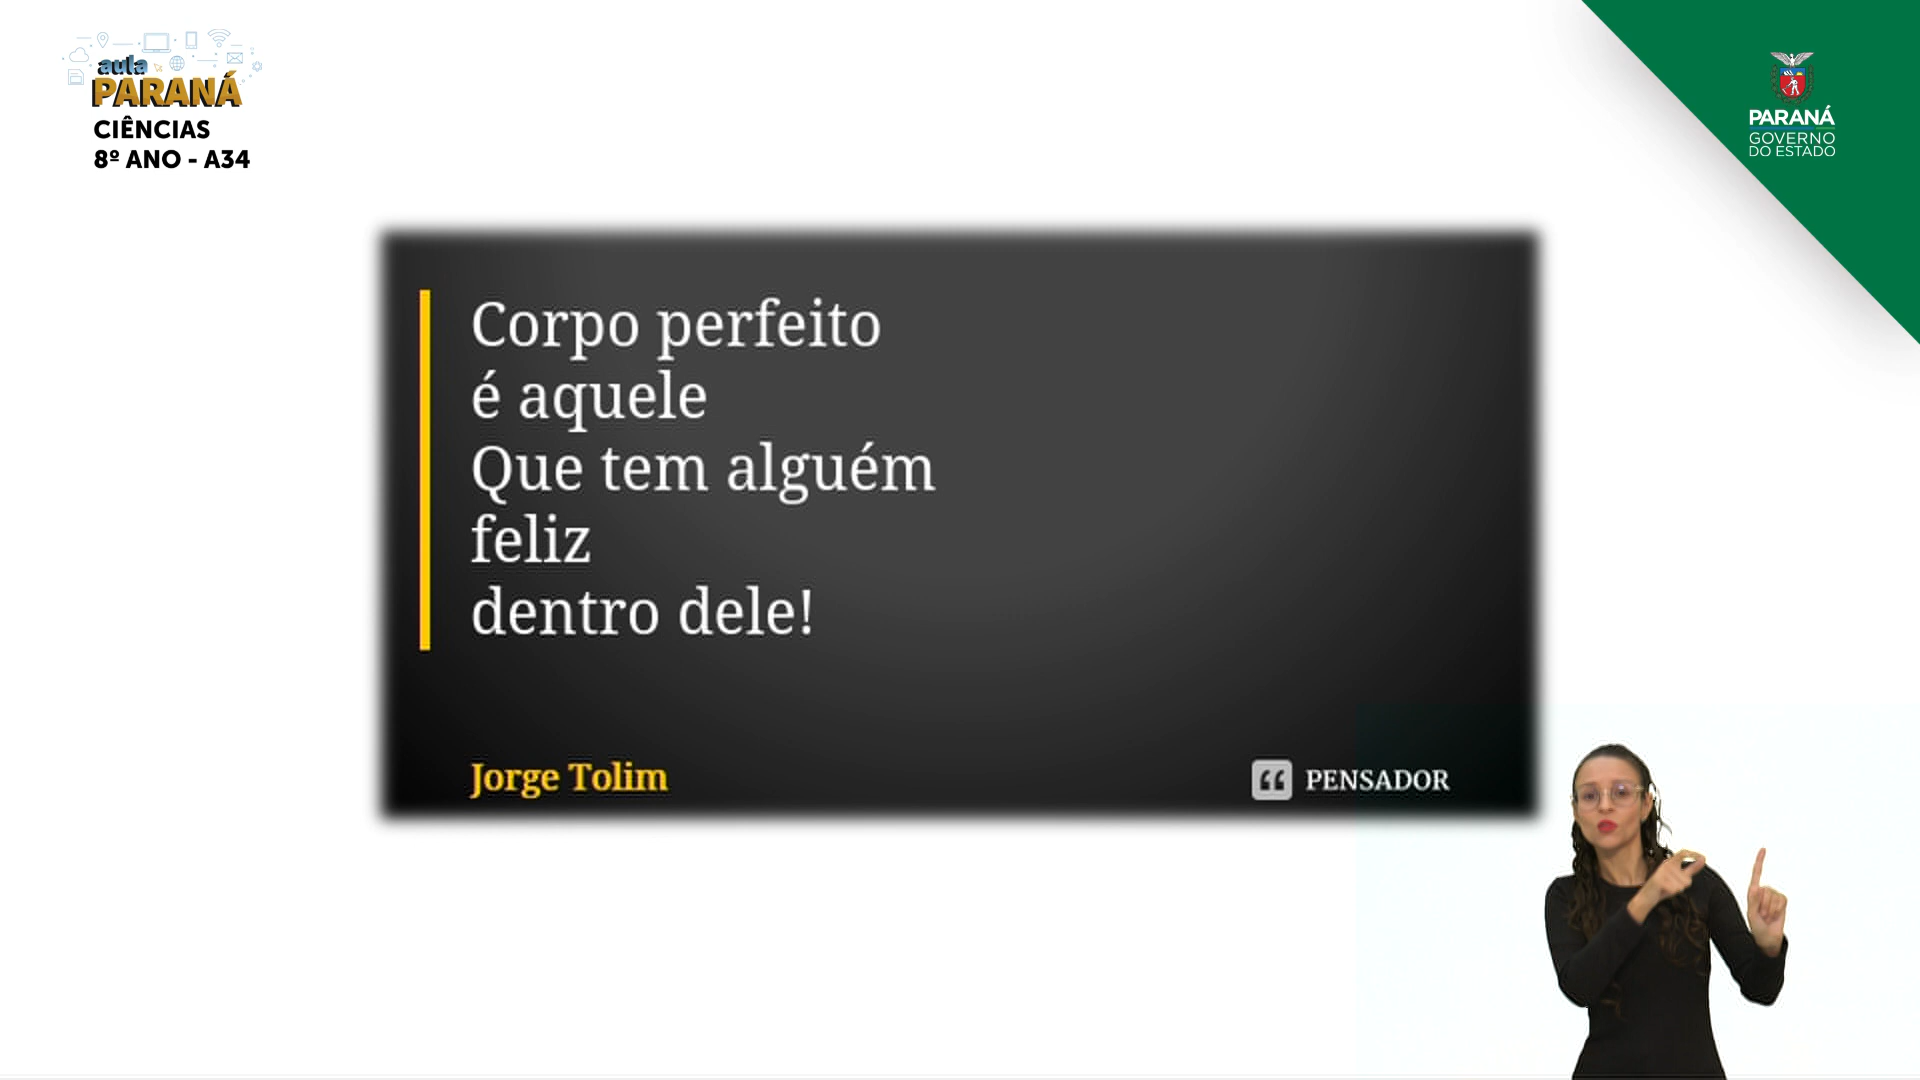 aula
PARANÁ
CIÊNCIAS
8º ANO - A34
PARANÁ
GOVERNO
DO ESTADO
Corpo perfeito
é aquele
Que tem alguém
feliz
dentro dele!
Jorge Tolim
PENSADOR